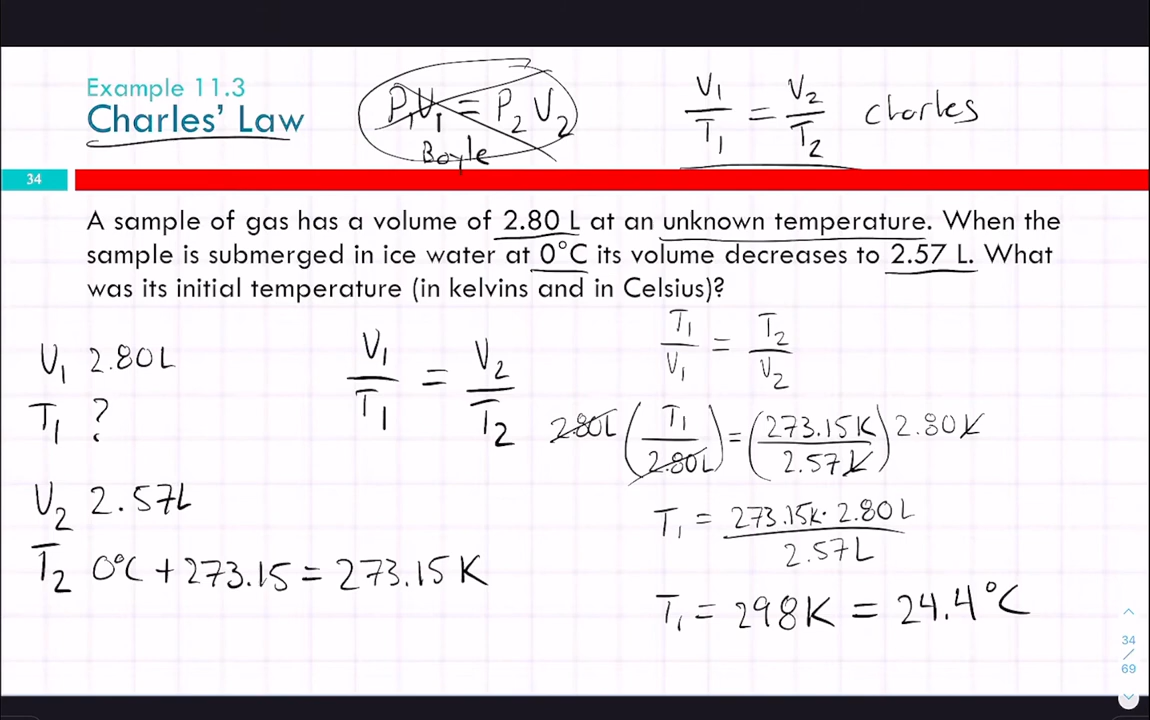 Example 11.3
Charles' Law
P₁V₁ = P₂V₂
Boyle
V₁/T₁ = V₂/T₂ Charles
34
A sample of gas has a volume of 2.80 L at an unknown temperature. When the
sample is submerged in ice water at 0°C its volume decreases to 2.57 L. What
was its initial temperature (in kelvins and in Celsius)?
V₁ 2.80L
T₁ ?
V₂ 2.57L
T₂ 0°C + 273.15 = 273.15 K
V₁/T₁ = V₂/T₂
T₁/V₁ = T₂/V₂
2.80L (T₁/2.80L) = (273.15K/2.57L) 2.80L
T₁ = 273.15K · 2.80L/2.57L
T₁ = 298K = 24.4°C
34
/
69